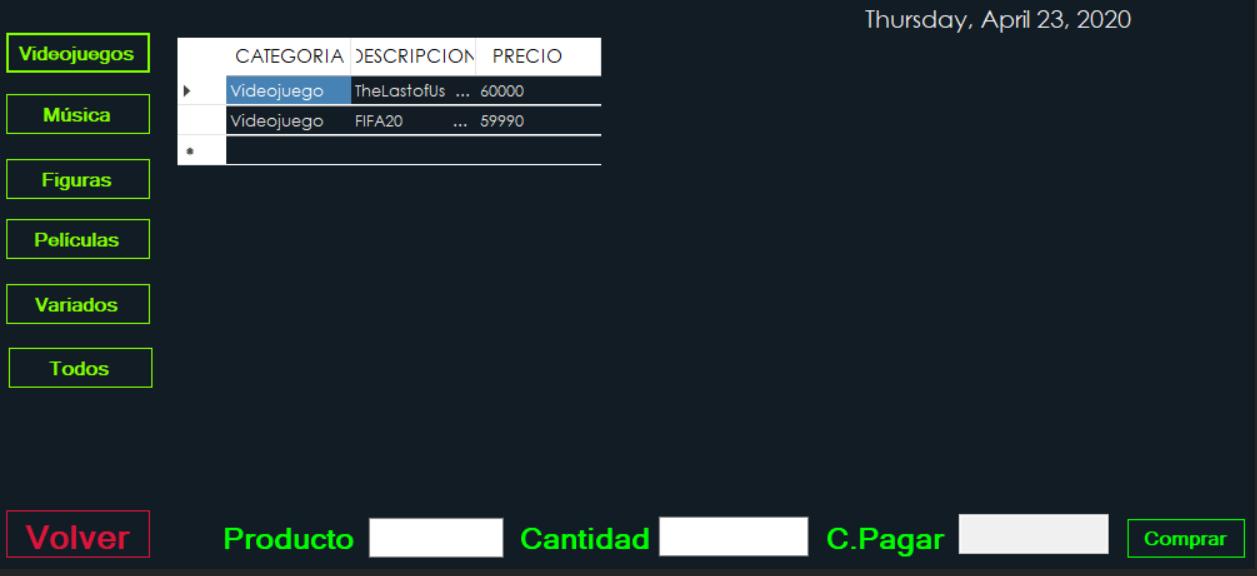 Thursday, April 23, 2020
Videojuegos
CATEGORIA DESCRIPCION PRECIO
Videojuego TheLastofUs ... 60000
Videojuego FIFA20 ... 59990
Música
Figuras
Películas
Variados
Todos
Volver
Producto Cantidad C.Pagar Comprar